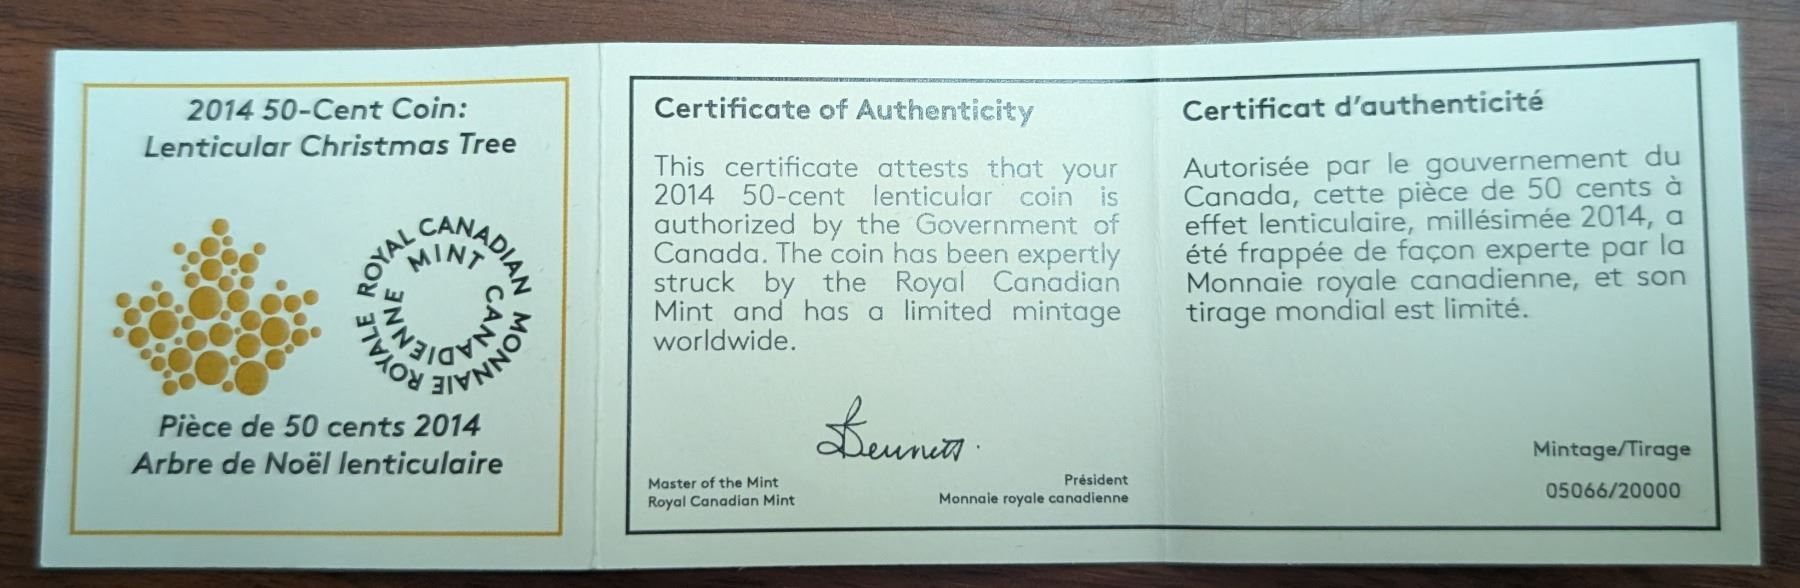 2014 50-Cent Coin:
Lenticular Christmas Tree
ROYAL CANADIAN MINT
MONNAIE ROYALE CANADIENNE
Pièce de 50 cents 2014
Arbre de Noël lenticulaire
Certificate of Authenticity
This certificate attests that your
2014 50-cent lenticular coin is
authorized by the Government of
Canada. The coin has been expertly
struck by the Royal Canadian
Mint and has a limited mintage
worldwide.
Bennett.
Master of the Mint
Royal Canadian Mint
Président
Monnaie royale canadienne
Certificat d'authenticité
Autorisée par le gouvernement du
Canada, cette pièce de 50 cents à
effet lenticulaire, millésimée 2014, a
été frappée de façon experte par la
Monnaie royale canadienne, et son
tirage mondial est limité.
Mintage/Tirage
05066/20000